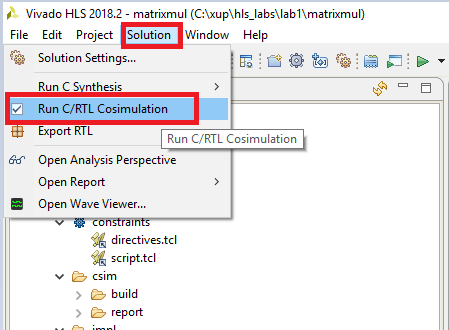 Vivado HLS 2018.2 - matrixmul (C:\xup\hls_labs\lab1\matrixmul)
File Edit Project Solution Window Help
Solution Settings...
Run C Synthesis
Run C/RTL Cosimulation
Export RTL
Run C/RTL Cosimulation
Open Analysis Perspective
Open Report
Open Wave Viewer...
constraints
directives.tcl
script.tcl
csim
build
report
impl